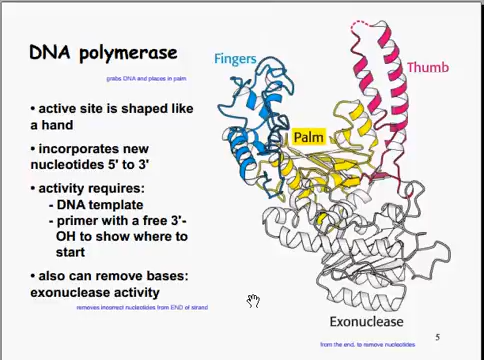 DNA polymerase
grabs DNA and places in palm
• active site is shaped like
a hand
• incorporates new
nucleotides 5' to 3'
• activity requires:
- DNA template
- primer with a free 3'-
OH to show where to
start
• also can remove bases:
exonuclease activity
removes incorrect nucleotides from END of strand
Fingers
Thumb
Palm
Exonuclease
from the end, to remove nucleotides
5